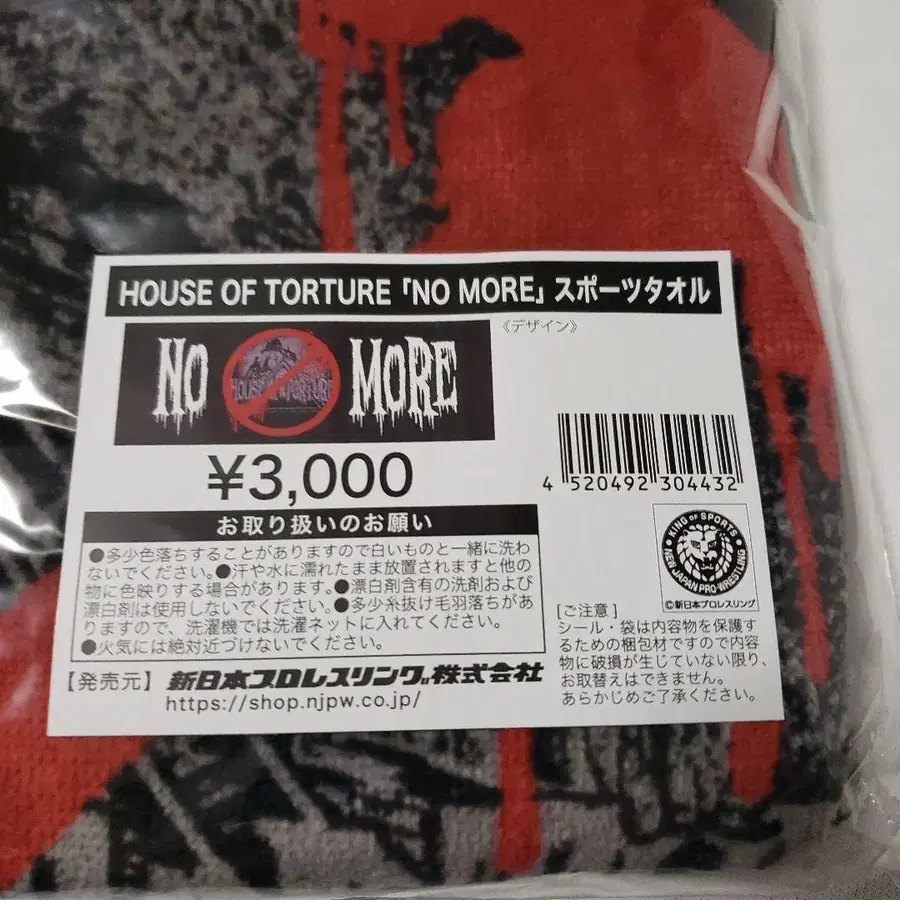 HOUSE OF TORTURE「NO MORE」スポーツタオル
《デザイン》
NO HOUSE OF TORTURE MORE
¥3,000
4 520492 304432
お取り扱いのお願い
●多少色落ちすることがありますので白いものと一緒に洗わ
ないでください。●汗や水に濡れたまま放置されますと他の
物に色映りする場合があります。●漂白剤含有の洗剤および
漂白剤は使用しないでください。●多少糸抜け毛羽落ちがあ
りますので、洗濯機では洗濯ネットに入れてください。
●火気には絶対近づけないでください。
【発売元】新日本プロレスリング株式会社
https://shop.njpw.co.jp/
KING OF SPORTS
NEW JAPAN PRO-WRESTLING
©新日本プロレスリング
[ご注意]
シール・袋は内容物を保護す
るための梱包材ですので内容
物に破損が生じていない限り、
お取替えはできません。
あらかじめご了承ください。